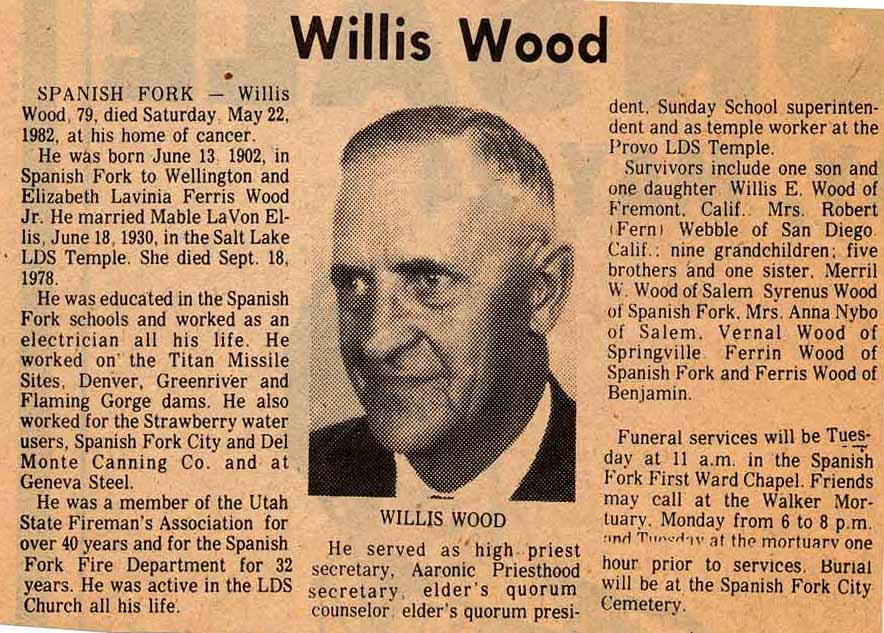 Willis Wood
SPANISH FORK — Willis
Wood, 79, died Saturday, May 22,
1982, at his home of cancer.
He was born June 13, 1902, in
Spanish Fork to Wellington and
Elizabeth Lavinia Ferris Wood
Jr. He married Mable LaVon El-
lis, June 18, 1930, in the Salt Lake
LDS Temple. She died Sept. 18,
1978.
He was educated in the Spanish
Fork schools and worked as an
electrician all his life. He
worked on the Titan Missile
Sites, Denver, Greenriver and
Flaming Gorge dams. He also
worked for the Strawberry water
users, Spanish Fork City and Del
Monte Canning Co. and at
Geneva Steel.
He was a member of the Utah
State Fireman's Association for
over 40 years and for the Spanish
Fork Fire Department for 32
years. He was active in the LDS
Church all his life.
WILLIS WOOD
He served as high priest
secretary, Aaronic Priesthood
secretary, elder's quorum
counselor, elder's quorum presi-
dent, Sunday School superinten-
dent and as temple worker at the
Provo LDS Temple.
Survivors include one son and
one daughter, Willis E. Wood of
Fremont, Calif.. Mrs. Robert
(Fern) Webble of San Diego,
Calif.; nine grandchildren; five
brothers and one sister, Merril
W. Wood of Salem Syrenus Wood
of Spanish Fork, Mrs. Anna Nybo
of Salem, Vernal Wood of
Springville Ferrin Wood of
Spanish Fork and Ferris Wood of
Benjamin.
Funeral services will be Tues-
day at 11 a.m. in the Spanish
Fork First Ward Chapel. Friends
may call at the Walker Mor-
tuary, Monday from 6 to 8 p.m.
and Tuesday at the mortuary one
hour prior to services. Burial
will be at the Spanish Fork City
Cemetery.